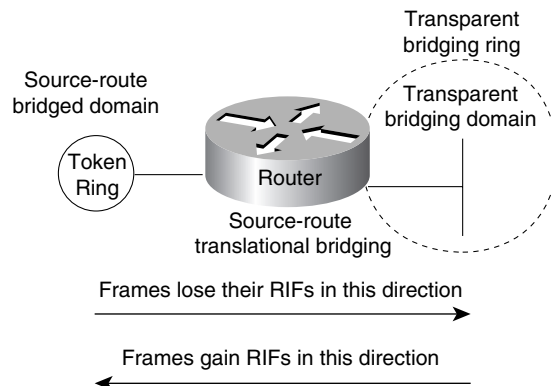 Transparent
bridging ring
Source-route
bridged domain
Transparent
bridging domain
Token
Ring
Router
Source-route
translational bridging
Frames lose their RIFs in this direction
Frames gain RIFs in this direction